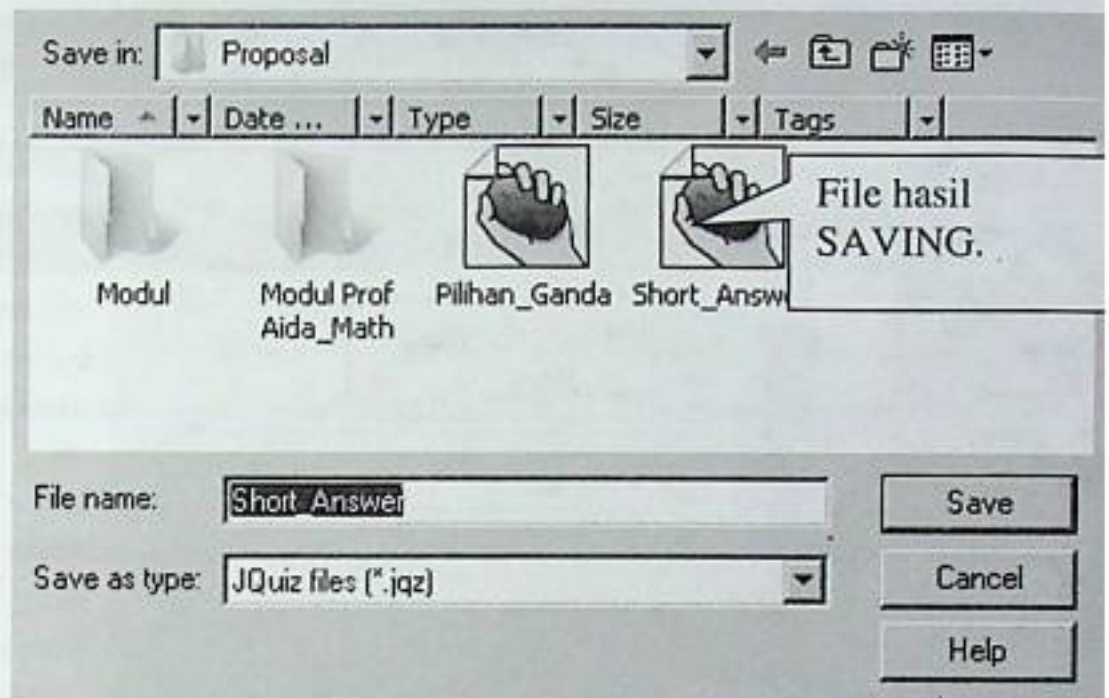 Save in: Proposal
Name Date ... Type Size Tags
File hasil
SAVING.
Modul
Modul Prof
Aida_Math
Pilihan_Ganda
Short_Answ
File name: Short_Answer
Save
Save as type: JQuiz files (*.jqz)
Cancel
Help